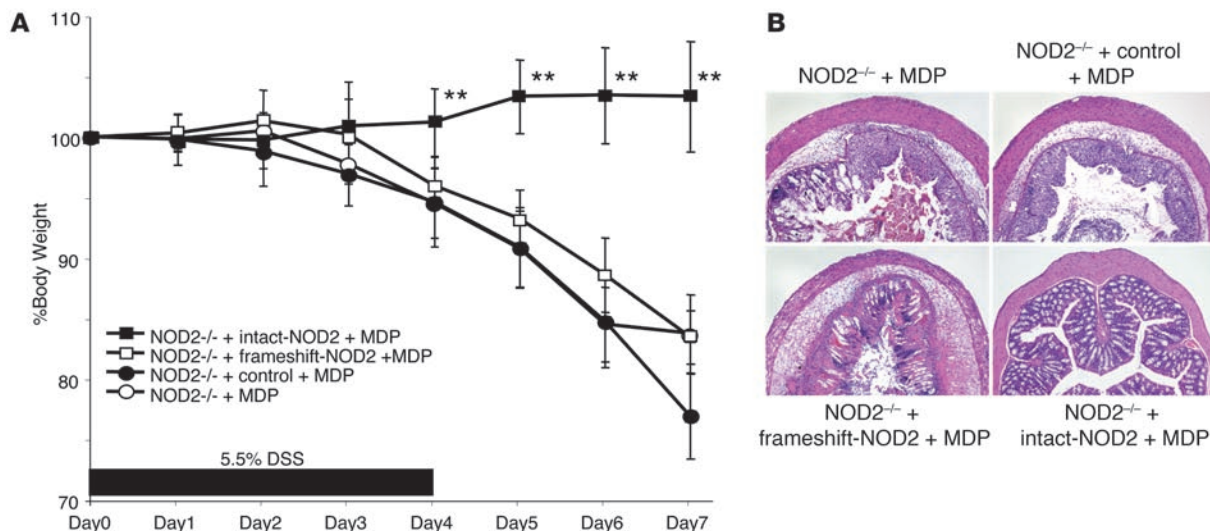 A
110
100
90
80
70
%Body Weight
**
**
**
**
NOD2-/- + intact-NOD2 + MDP
NOD2-/- + frameshift-NOD2 +MDP
NOD2-/- + control + MDP
NOD2-/- + MDP
5.5% DSS
Day0 Day1 Day2 Day3 Day4 Day5 Day6 Day7
B
NOD2–/– + MDP
NOD2–/– + control
+ MDP
NOD2–/– +
frameshift-NOD2 + MDP
NOD2–/– +
intact-NOD2 + MDP